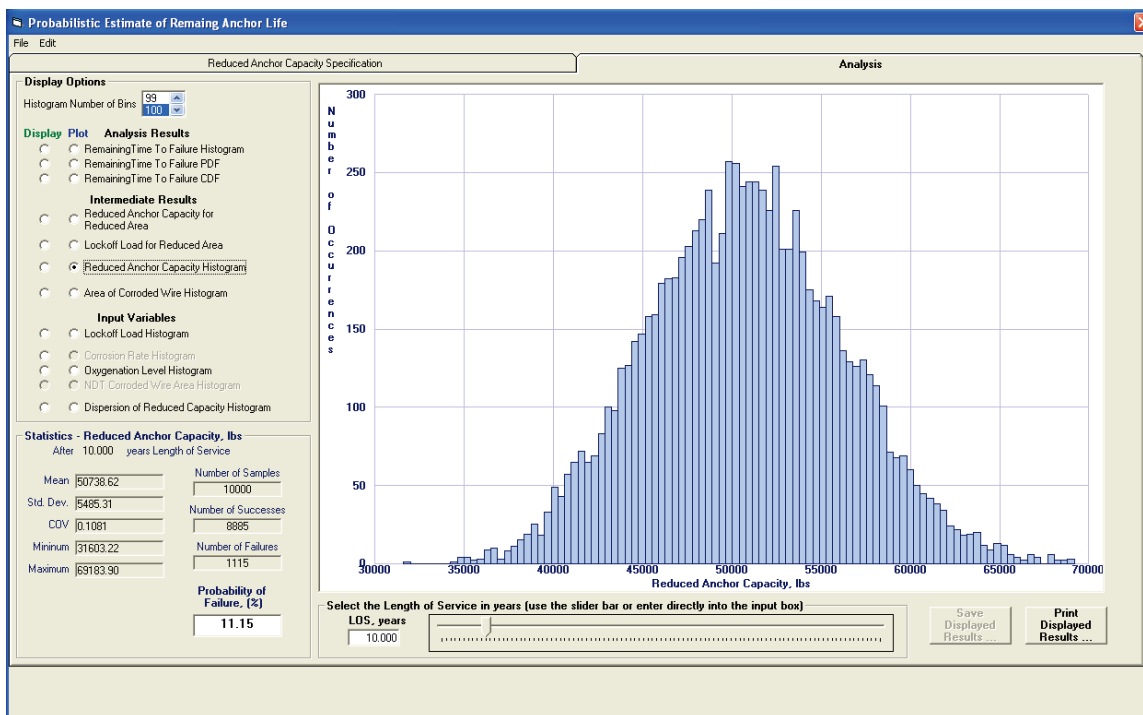 Probabilistic Estimate of Remaing Anchor Life
File Edit
Reduced Anchor Capacity Specification
Analysis
Display Options
Histogram Number of Bins
99
100
Display Plot Analysis Results
RemainingTime To Failure Histogram
RemainingTime To Failure PDF
RemainingTime To Failure CDF
Intermediate Results
Reduced Anchor Capacity for
Reduced Area
Lockoff Load for Reduced Area
Reduced Anchor Capacity Histogram
Area of Corroded Wire Histogram
Input Variables
Lockoff Load Histogram
Corrosion Rate Histogram
Oxygenation Level Histogram
NDT Corroded Wire Area Histogram
Dispersion of Reduced Capacity Histogram
Statistics - Reduced Anchor Capacity, lbs
After 10.000 years Length of Service
Mean 50738.62
Std. Dev. 5485.31
COV 0.1081
Mininum 31603.22
Maximum 69183.90
Number of Samples
10000
Number of Successes
8885
Number of Failures
1115
Probability of
Failure, (%)
11.15
Number of Occurrences
300
250
200
150
100
50
0
30000 35000 40000 45000 50000 55000 60000 65000 70000
Reduced Anchor Capacity, lbs
Select the Length of Service in years (use the slider bar or enter directly into the input box)
LOS, years
10.000
Save
Displayed
Results ...
Print
Displayed
Results ...